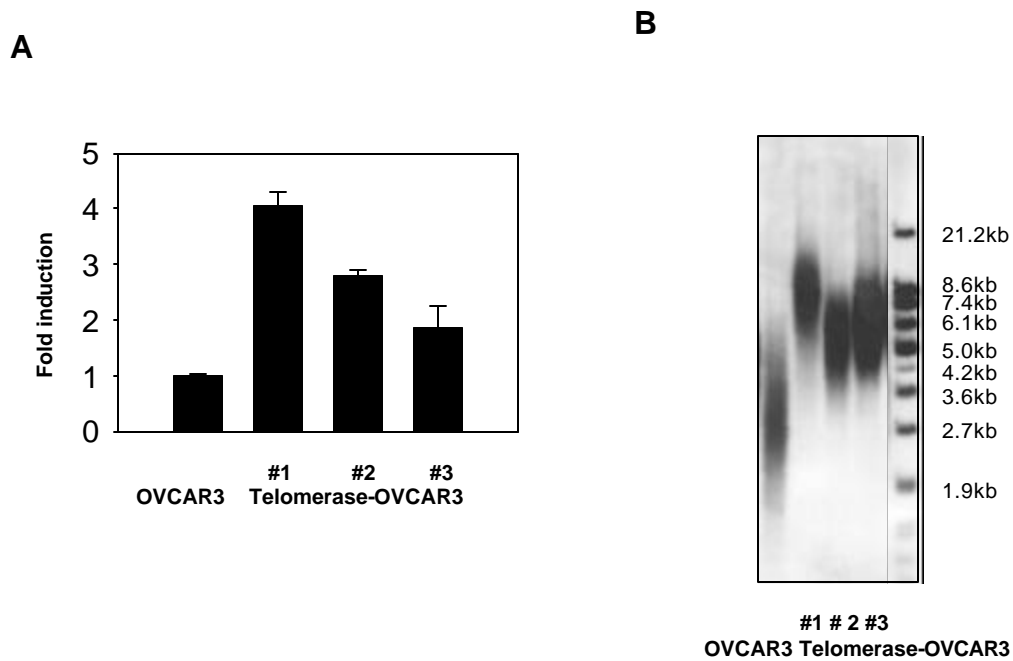 A
B
Fold induction
5
4
3
2
1
0
#1 #2 #3
OVCAR3 Telomerase-OVCAR3
21.2kb
8.6kb
7.4kb
6.1kb
5.0kb
4.2kb
3.6kb
2.7kb
1.9kb
#1 # 2 #3
OVCAR3 Telomerase-OVCAR3